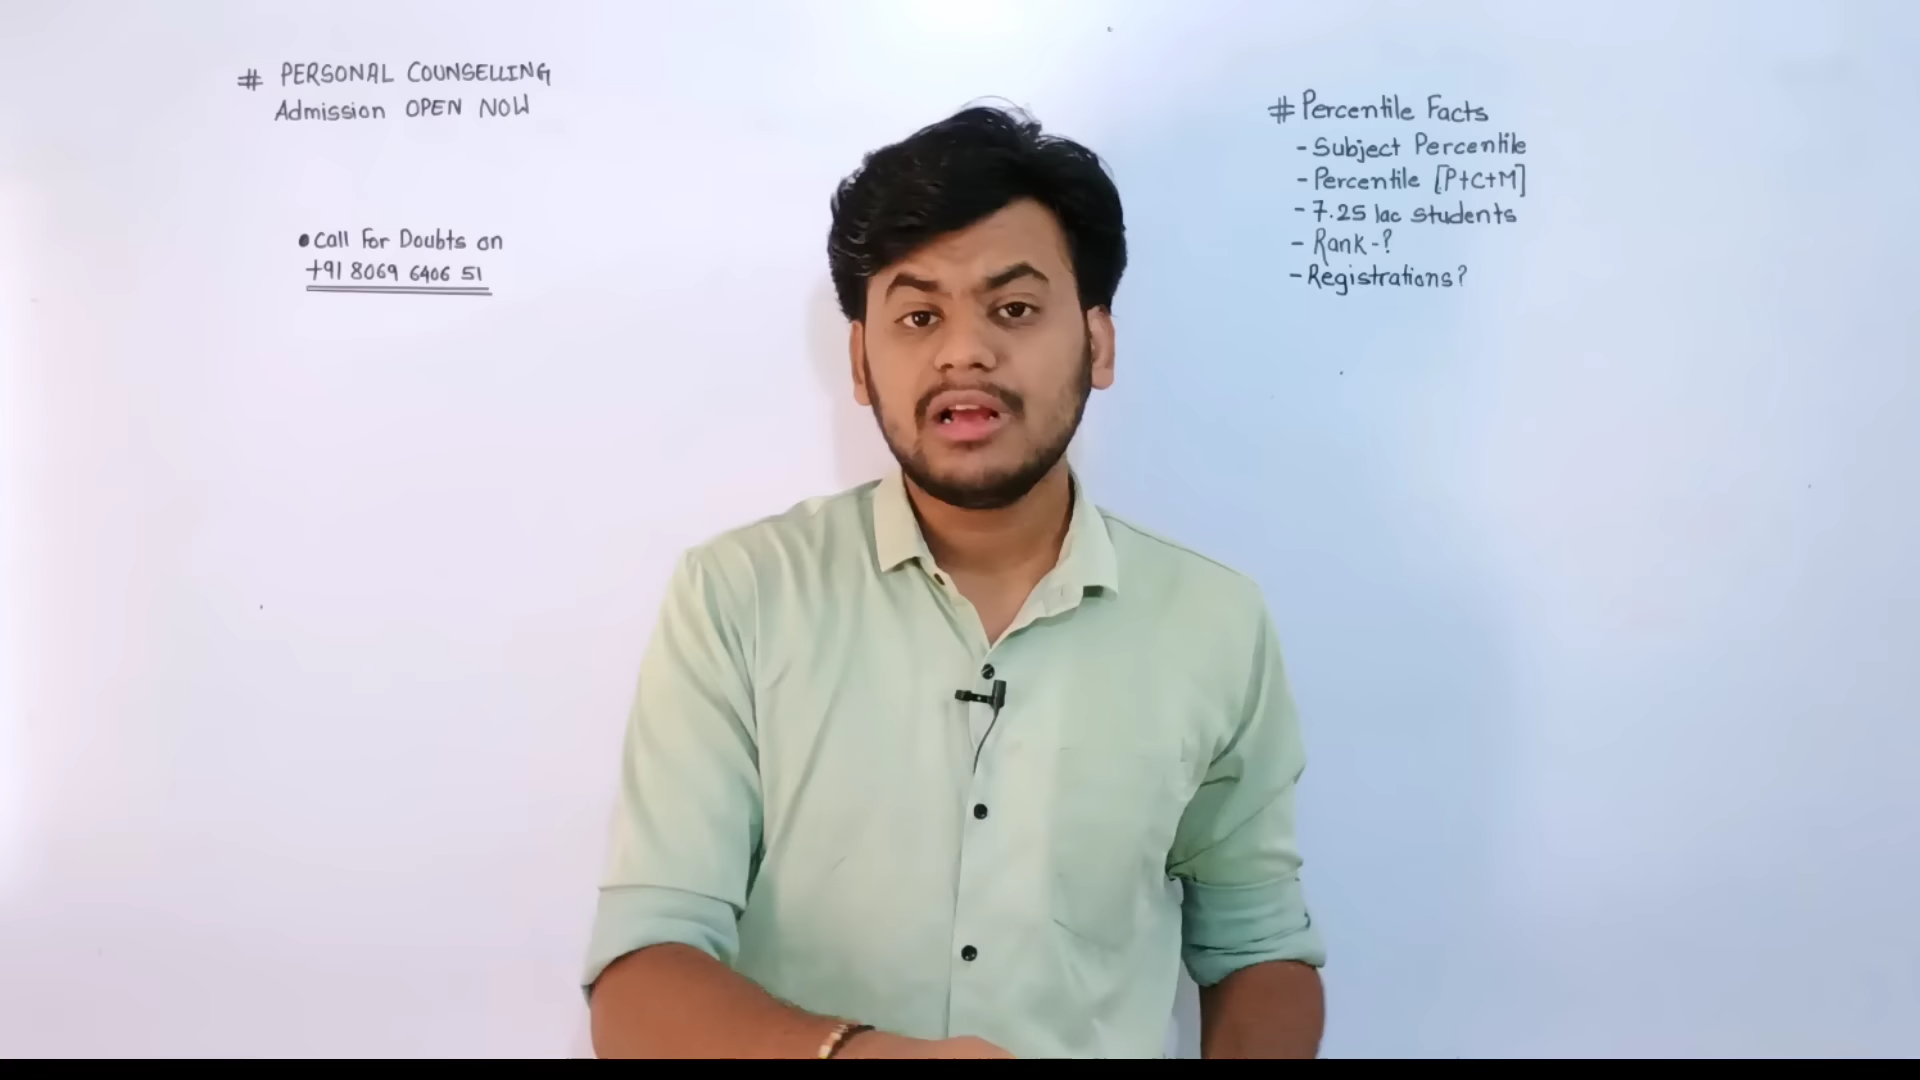 # PERSONAL COUNSELLING
Admission OPEN NOW
• Call For Doubts on
+91 8069 6406 51
# Percentile Facts
- Subject Percentile
- Percentile [P+C+M]
- 7.25 lac students
- Rank-?
- Registrations?